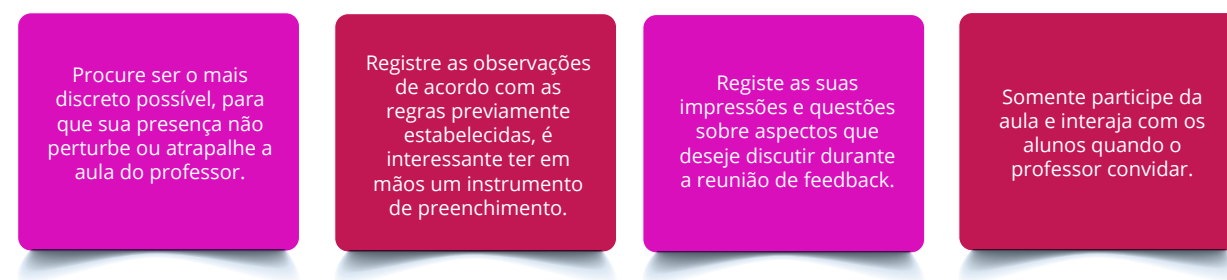 Procure ser o mais
discreto possível, para
que sua presença não
perturbe ou atrapalhe a
aula do professor.
Registre as observações
de acordo com as
regras previamente
estabelecidas, é
interessante ter em
mãos um instrumento
de preenchimento.
Registe as suas
impressões e questões
sobre aspectos que
deseje discutir durante
a reunião de feedback.
Somente participe da
aula e interaja com os
alunos quando o
professor convidar.